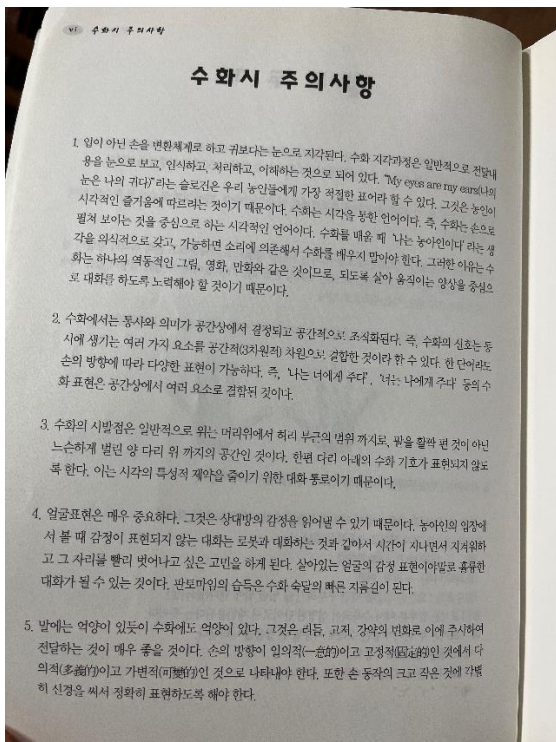 vi 수화시 주의사항
수화시 주의사항
1. 입이 아닌 손을 변환체계로 하고 귀보다는 눈으로 지각된다. 수화 지각과정은 일반적으로 전달내
용을 눈으로 보고, 인식하고, 처리하고, 이해하는 것으로 되어 있다. “My eyes are my ears(나의
눈은 나의 귀다)”라는 슬로건은 우리 농인들에게 가장 적절한 표어라 할 수 있다. 그것은 농인이
시각적인 즐거움에 따르려는 것이기 때문이다. 수화는 시각을 통한 언어이다. 즉, 수화는 손으로
펼쳐 보이는 것을 중심으로 하는 시각적인 언어이다. 수화를 배울 때 ‘나는 농아인이다’라는 생
각을 의식적으로 갖고, 가능하면 소리에 의존해서 수화를 배우지 말아야 한다. 그러한 이유는 수
화는 하나의 역동적인 그림, 영화, 만화와 같은 것이므로, 되도록 살아 움직이는 양상을 중심으
로 대화를 하도록 노력해야 할 것이기 때문이다.
2. 수화에서는 통사와 의미가 공간상에서 결정되고 공간적으로 조직화된다. 즉, 수화의 신호는 동
시에 생기는 여러 가지 요소를 공간적(3차원적) 차원으로 결합한 것이라 할 수 있다. 한 단어라도
손의 방향에 따라 다양한 표현이 가능하다. 즉, ‘나는 너에게 주다’, ‘너는 나에게 주다’ 등의 수
화 표현은 공간상에서 여러 요소로 결합된 것이다.
3. 수화의 시발점은 일반적으로 위는 머리위에서 허리 부근의 범위 까지로, 팔을 활짝 편 것이 아닌
느슨하게 벌린 양 다리 위 까지의 공간인 것이다. 한편 다리 아래의 수화 기호가 표현되지 않도
록 한다. 이는 시각의 특성적 제약을 줄이기 위한 대화 통로이기 때문이다.
4. 얼굴표현은 매우 중요하다. 그것은 상대방의 감정을 읽어낼 수 있기 때문이다. 농아인의 입장에
서 볼 때 감정이 표현되지 않는 대화는 로봇과 대화하는 것과 같아서 시간이 지나면서 지겨워하
고 그 자리를 빨리 벗어나고 싶은 고민을 하게 된다. 살아있는 얼굴의 감정 표현이야말로 훌륭한
대화가 될 수 있는 것이다. 판토마임의 습득은 수화 숙달의 빠른 지름길이 된다.
5. 말에는 억양이 있듯이 수화에도 억양이 있다. 그것은 리듬, 고저, 강약의 변화로 이에 주시하여
전달하는 것이 매우 좋을 것이다. 손의 방향이 일의적(一意的)이고 고정적(固定的)인 것에서 다
의적(多義的)이고 가변적(可變的)인 것으로 나타내야 한다. 또한 손 동작의 크고 작은 것에 각별
히 신경을 써서 정확히 표현하도록 해야 한다.